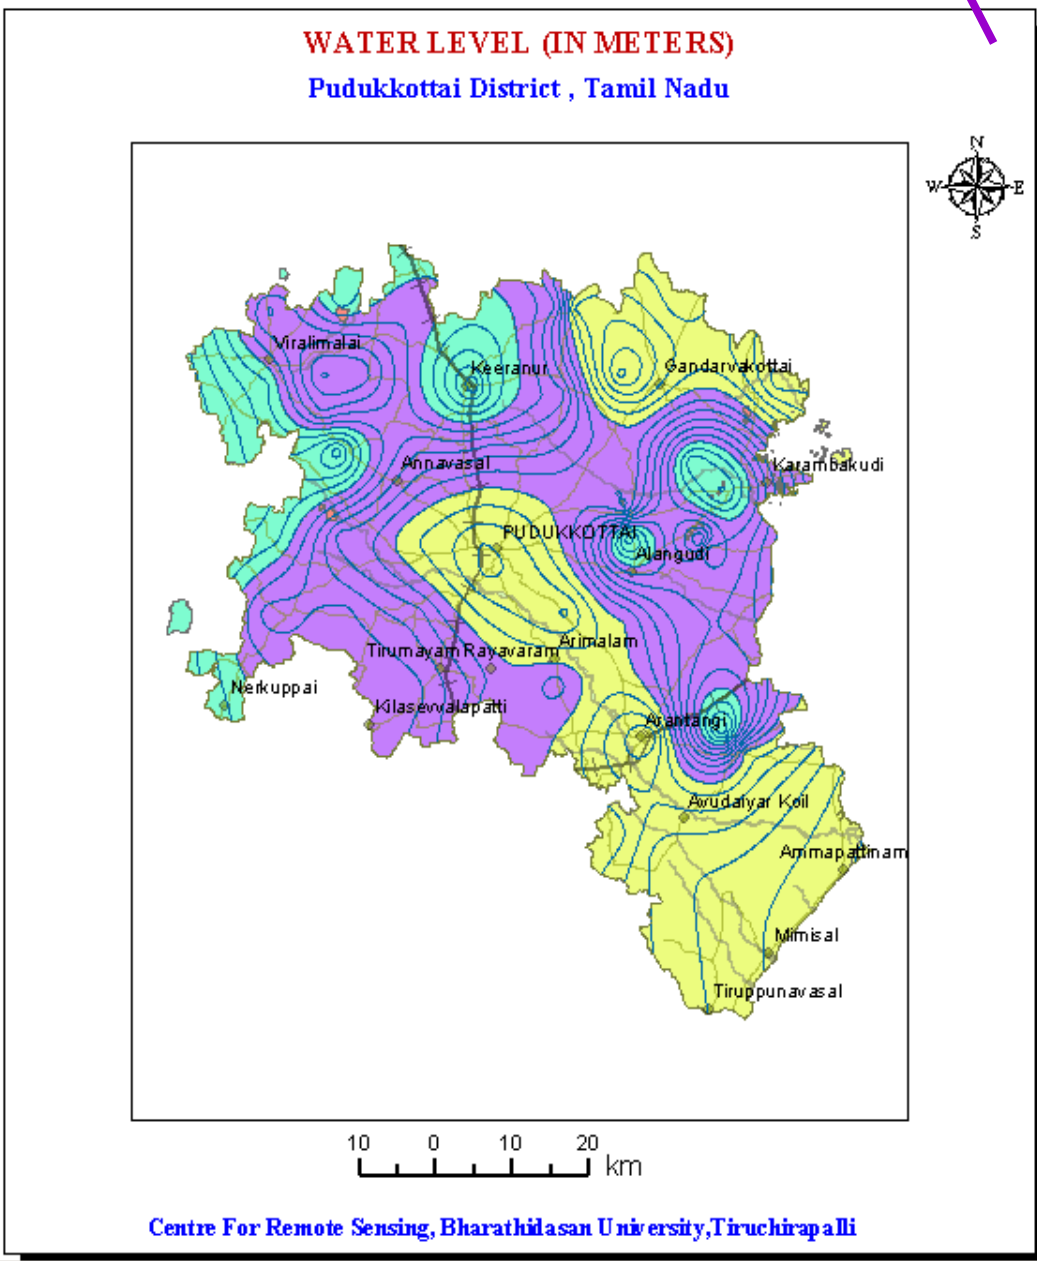 WATER LEVEL (IN METERS)
Pudukkottai District , Tamil Nadu
N
W E
S
Viralimalai
Keeranur
Gandarvakottai
Annavasal
Karambakudi
PUDUKKOTTAI
Alangudi
Arimalam
Tirumayam Rayavaram
Nerkuppai
Kilasevvalapatti
Arantangi
Avudaiyar Koil
Ammapattinam
Mimisal
Tiruppunavasal
10 0 10 20
km
Centre For Remote Sensing, Bharathidasan University,Tiruchirapalli